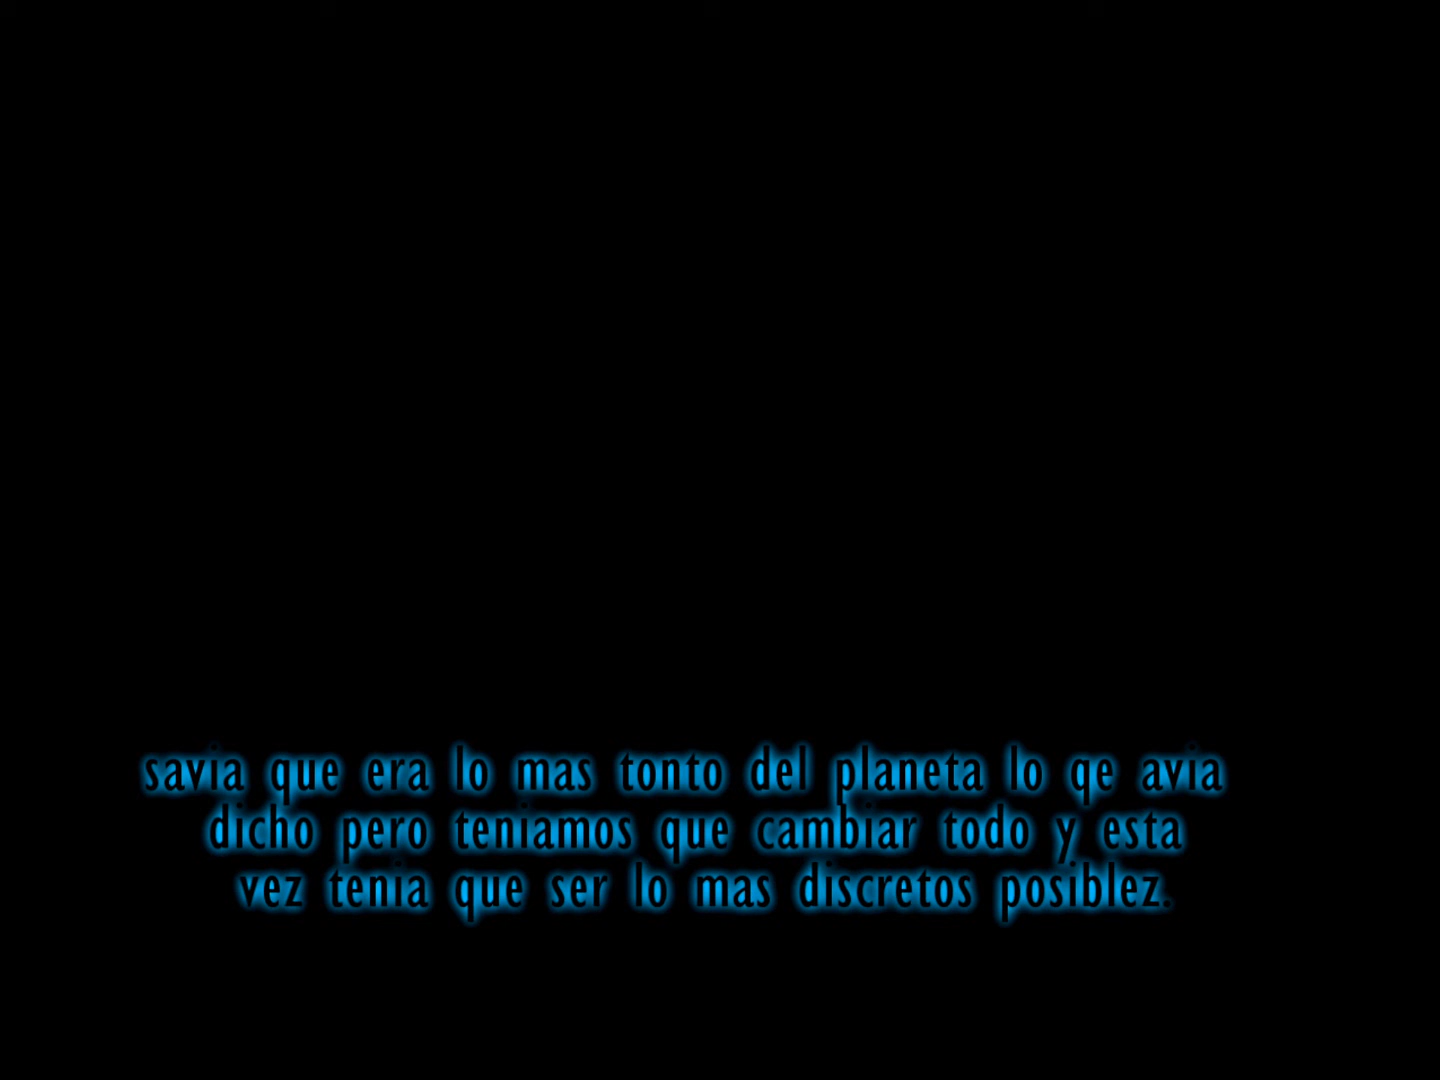 savia que era lo mas tonto del planeta lo qe avia
dicho pero teniamos que cambiar todo y esta
vez tenia que ser lo mas discretos posiblez.